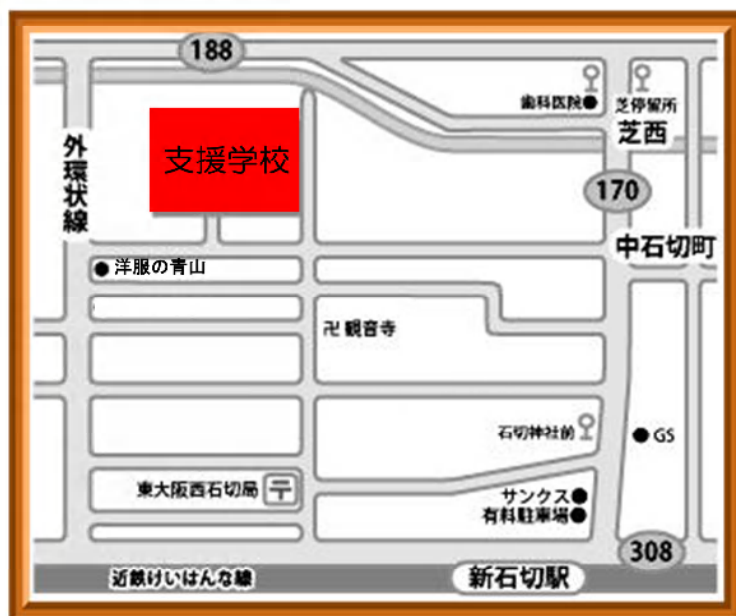 188
歯科医院
芝停留所
芝西
外環状線
支援学校
170
中石切町
洋服の青山
卍観音寺
石切神社前
GS
東大阪西石切局
〒
サンクス
有料駐車場
308
近鉄けいはんな線
新石切駅